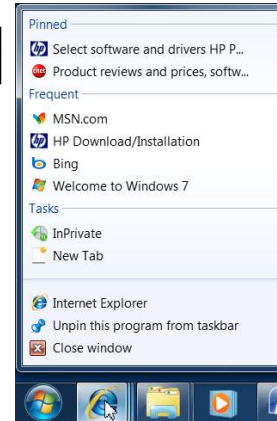 Pinned
Select software and drivers HP P...
Product reviews and prices, softw...
Frequent
MSN.com
HP Download/Installation
Bing
Welcome to Windows 7
Tasks
InPrivate
New Tab
Internet Explorer
Unpin this program from taskbar
Close window